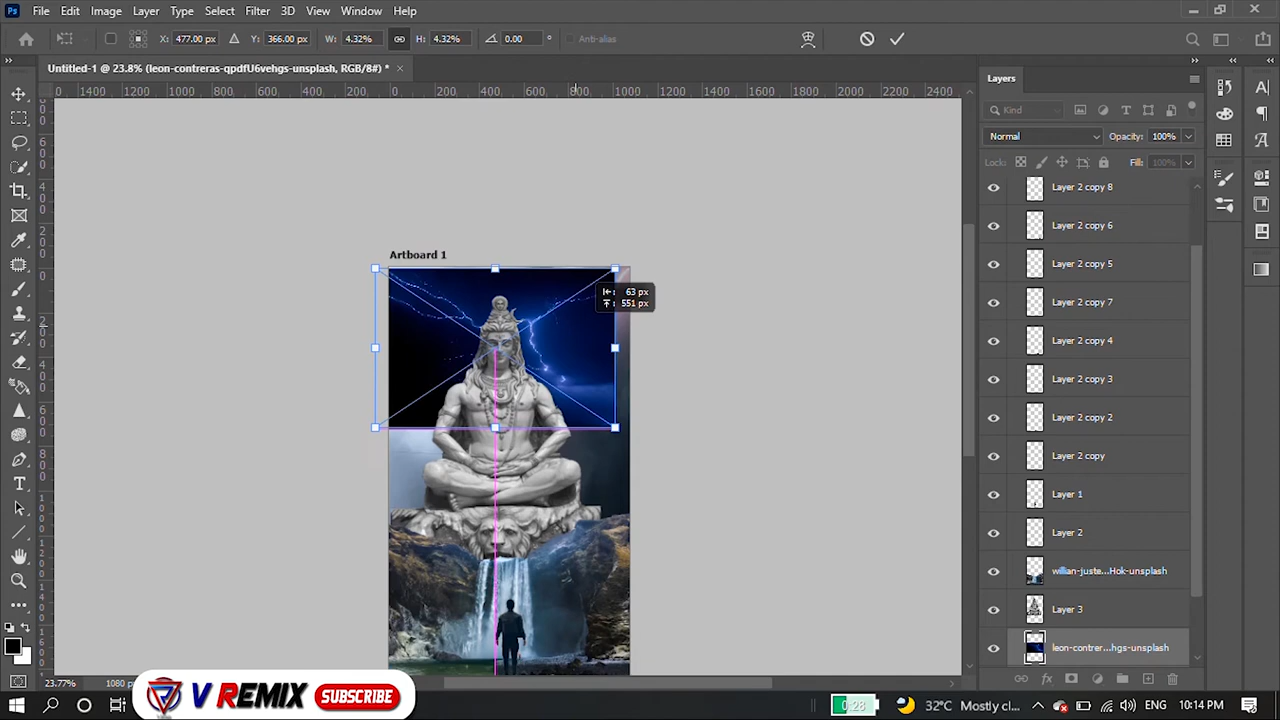 Ps File Edit Image Layer Type Select Filter 3D View Window Help
X: 477.00 px Y: 366.00 px W: 4.32% H: 4.32% 0.00 ° Anti-alias
Untitled-1 @ 23.8% (leon-contreras-qpdfU6vehgs-unsplash, RGB/8#) * ×
1400 1200 1000 800 600 400 200 0 200 400 600 800 1000 1200 1400 1600 1800 2000 2200 2400
Artboard 1
63 px
551 px
Layers
Kind
Normal Opacity: 100%
Lock: Fill: 100%
Layer 2 copy 8
Layer 2 copy 6
Layer 2 copy 5
Layer 2 copy 7
Layer 2 copy 4
Layer 2 copy 3
Layer 2 copy 2
Layer 2 copy
Layer 1
Layer 2
willian-juste...Hok-unsplash
Layer 3
leon-contrer...hgs-unsplash
23.77% 1080 p
V REMIX SUBSCRIBE
0:28 32°C Mostly cl... ENG 10:14 PM